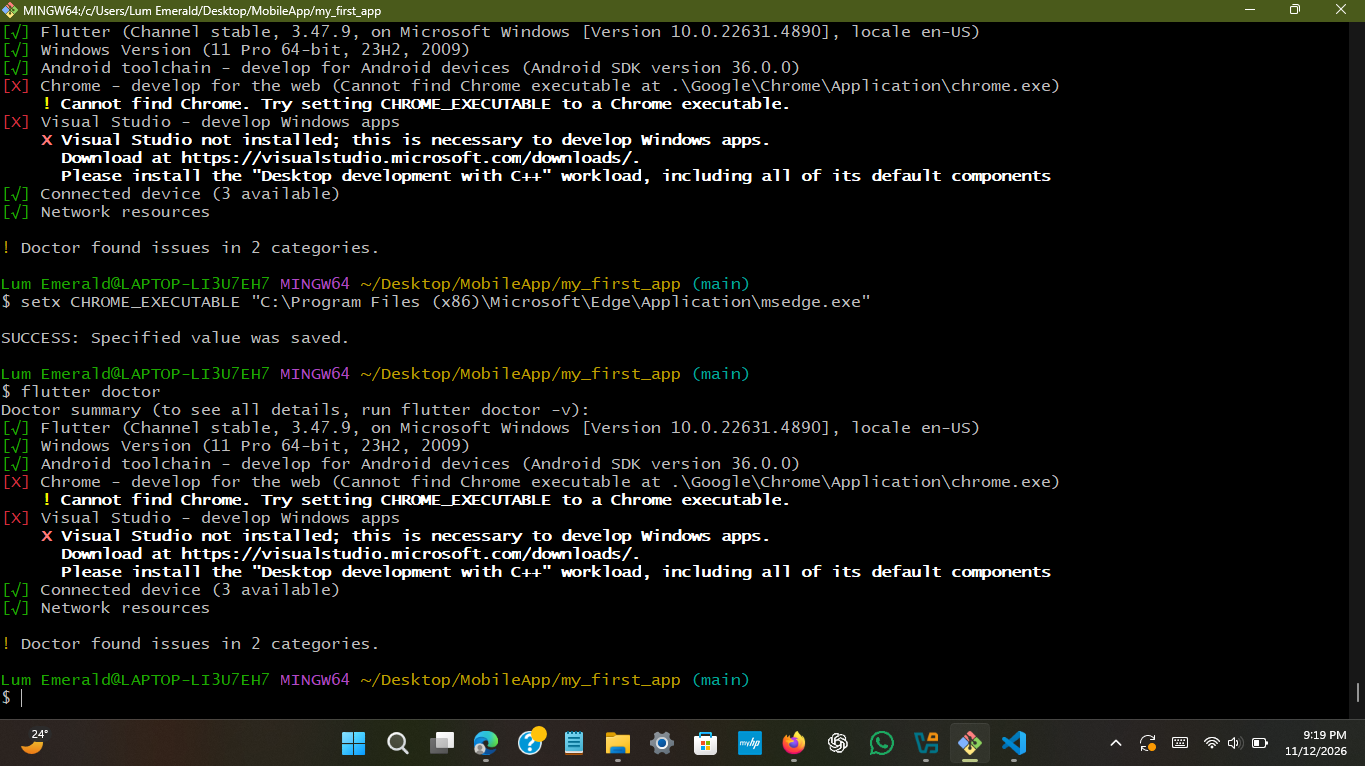 MINGW64:/c/Users/Lum Emerald/Desktop/MobileApp/my_first_app
[√] Flutter (Channel stable, 3.47.9, on Microsoft Windows [Version 10.0.22631.4890], locale en-US)
[√] Windows Version (11 Pro 64-bit, 23H2, 2009)
[√] Android toolchain - develop for Android devices (Android SDK version 36.0.0)
[X] Chrome - develop for the web (Cannot find Chrome executable at .\Google\Chrome\Application\chrome.exe)
! Cannot find Chrome. Try setting CHROME_EXECUTABLE to a Chrome executable.
[X] Visual Studio - develop Windows apps
X Visual Studio not installed; this is necessary to develop Windows apps.
Download at https://visualstudio.microsoft.com/downloads/.
Please install the "Desktop development with C++" workload, including all of its default components
[√] Connected device (3 available)
[√] Network resources
! Doctor found issues in 2 categories.
Lum Emerald@LAPTOP-LI3U7EH7 MINGW64 ~/Desktop/MobileApp/my_first_app (main)
$ setx CHROME_EXECUTABLE "C:\Program Files (x86)\Microsoft\Edge\Application\msedge.exe"
SUCCESS: Specified value was saved.
Lum Emerald@LAPTOP-LI3U7EH7 MINGW64 ~/Desktop/MobileApp/my_first_app (main)
$ flutter doctor
Doctor summary (to see all details, run flutter doctor -v):
[√] Flutter (Channel stable, 3.47.9, on Microsoft Windows [Version 10.0.22631.4890], locale en-US)
[√] Windows Version (11 Pro 64-bit, 23H2, 2009)
[√] Android toolchain - develop for Android devices (Android SDK version 36.0.0)
[X] Chrome - develop for the web (Cannot find Chrome executable at .\Google\Chrome\Application\chrome.exe)
! Cannot find Chrome. Try setting CHROME_EXECUTABLE to a Chrome executable.
[X] Visual Studio - develop Windows apps
X Visual Studio not installed; this is necessary to develop Windows apps.
Download at https://visualstudio.microsoft.com/downloads/.
Please install the "Desktop development with C++" workload, including all of its default components
[√] Connected device (3 available)
[√] Network resources
! Doctor found issues in 2 categories.
Lum Emerald@LAPTOP-LI3U7EH7 MINGW64 ~/Desktop/MobileApp/my_first_app (main)
$
24°
myhp
9:19 PM
11/12/2026